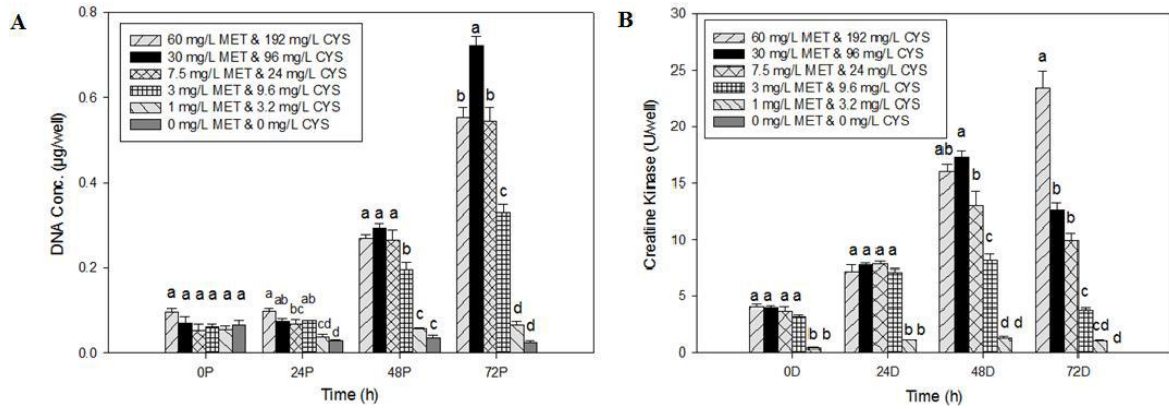 A
DNA Conc. (µg/well)
0.8
0.6
0.4
0.2
0.0
60 mg/L MET & 192 mg/L CYS
30 mg/L MET & 96 mg/L CYS
7.5 mg/L MET & 24 mg/L CYS
3 mg/L MET & 9.6 mg/L CYS
1 mg/L MET & 3.2 mg/L CYS
0 mg/L MET & 0 mg/L CYS
a a a a a a
a ab bc ab cd d
a a a b c c
b a b c d d
0P 24P 48P 72P
Time (h)
B
Creatine Kinase (U/well)
30
25
20
15
10
5
0
60 mg/L MET & 192 mg/L CYS
30 mg/L MET & 96 mg/L CYS
7.5 mg/L MET & 24 mg/L CYS
3 mg/L MET & 9.6 mg/L CYS
1 mg/L MET & 3.2 mg/L CYS
0 mg/L MET & 0 mg/L CYS
a a a a b b
a a a a b b
ab a b c d d
a b b c cd d
0D 24D 48D 72D
Time (h)